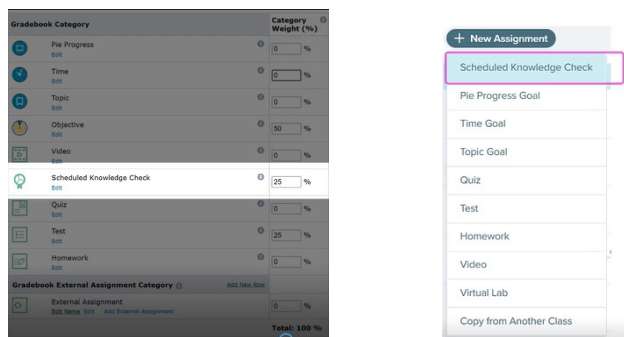 Gradebook Category
Category
Weight (%)
Pie Progress
Edit
0 %
Time
Edit
0 %
Topic
Edit
0 %
Objective
Edit
50 %
Video
Edit
0 %
Scheduled Knowledge Check
Edit
25 %
Quiz
Edit
0 %
Test
Edit
25 %
Homework
Edit
0 %
Gradebook External Assignment Category
Add New Row
External Assignment
Edit Name Edit Add External Assignment
0 %
Total: 100 %
+ New Assignment
Scheduled Knowledge Check
Pie Progress Goal
Time Goal
Topic Goal
Quiz
Test
Homework
Video
Virtual Lab
Copy from Another Class